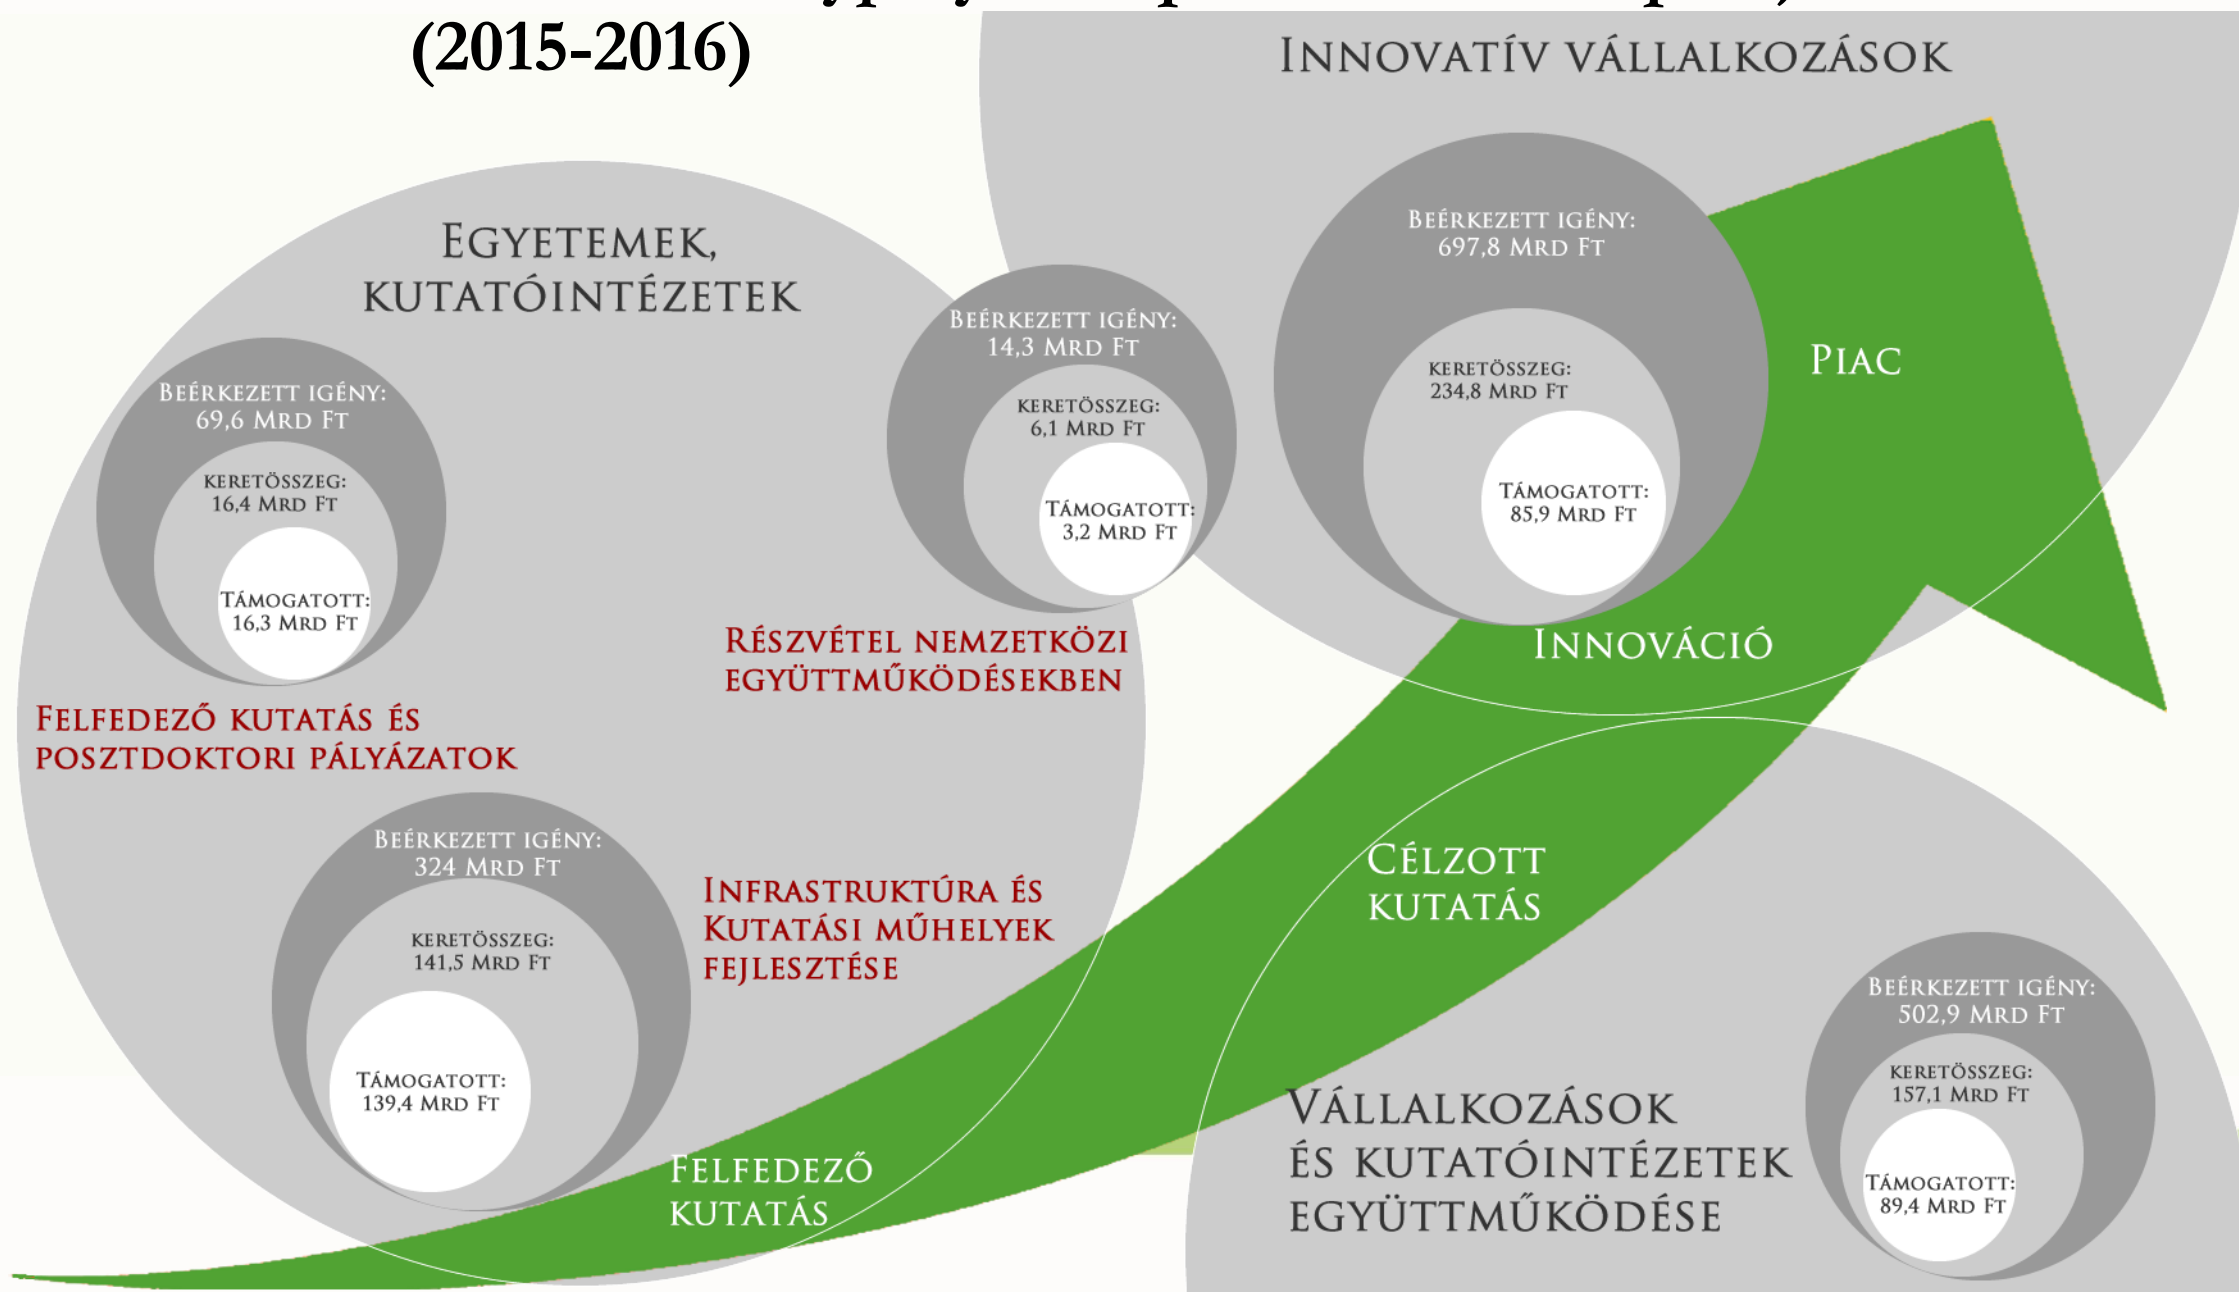 (2015-2016)
INNOVATÍV VÁLLALKOZÁSOK
EGYETEMEK,
KUTATÓINTÉZETEK
BEÉRKEZETT IGÉNY:
69,6 MRD FT
KERETÖSSZEG:
16,4 MRD FT
TÁMOGATOTT:
16,3 MRD FT
FELFEDEZŐ KUTATÁS ÉS
POSZTDOKTORI PÁLYÁZATOK
BEÉRKEZETT IGÉNY:
14,3 MRD FT
KERETÖSSZEG:
6,1 MRD FT
TÁMOGATOTT:
3,2 MRD FT
RÉSZVÉTEL NEMZETKÖZI
EGYÜTTMŰKÖDÉSEKBEN
BEÉRKEZETT IGÉNY:
697,8 MRD FT
KERETÖSSZEG:
234,8 MRD FT
TÁMOGATOTT:
85,9 MRD FT
PIAC
INNOVÁCIÓ
BEÉRKEZETT IGÉNY:
324 MRD FT
KERETÖSSZEG:
141,5 MRD FT
TÁMOGATOTT:
139,4 MRD FT
INFRASTRUKTÚRA ÉS
KUTATÁSI MŰHELYEK
FEJLESZTÉSE
CÉLZOTT
KUTATÁS
FELFEDEZŐ
KUTATÁS
VÁLLALKOZÁSOK
ÉS KUTATÓINTÉZETEK
EGYÜTTMŰKÖDÉSE
BEÉRKEZETT IGÉNY:
502,9 MRD FT
KERETÖSSZEG:
157,1 MRD FT
TÁMOGATOTT:
89,4 MRD FT